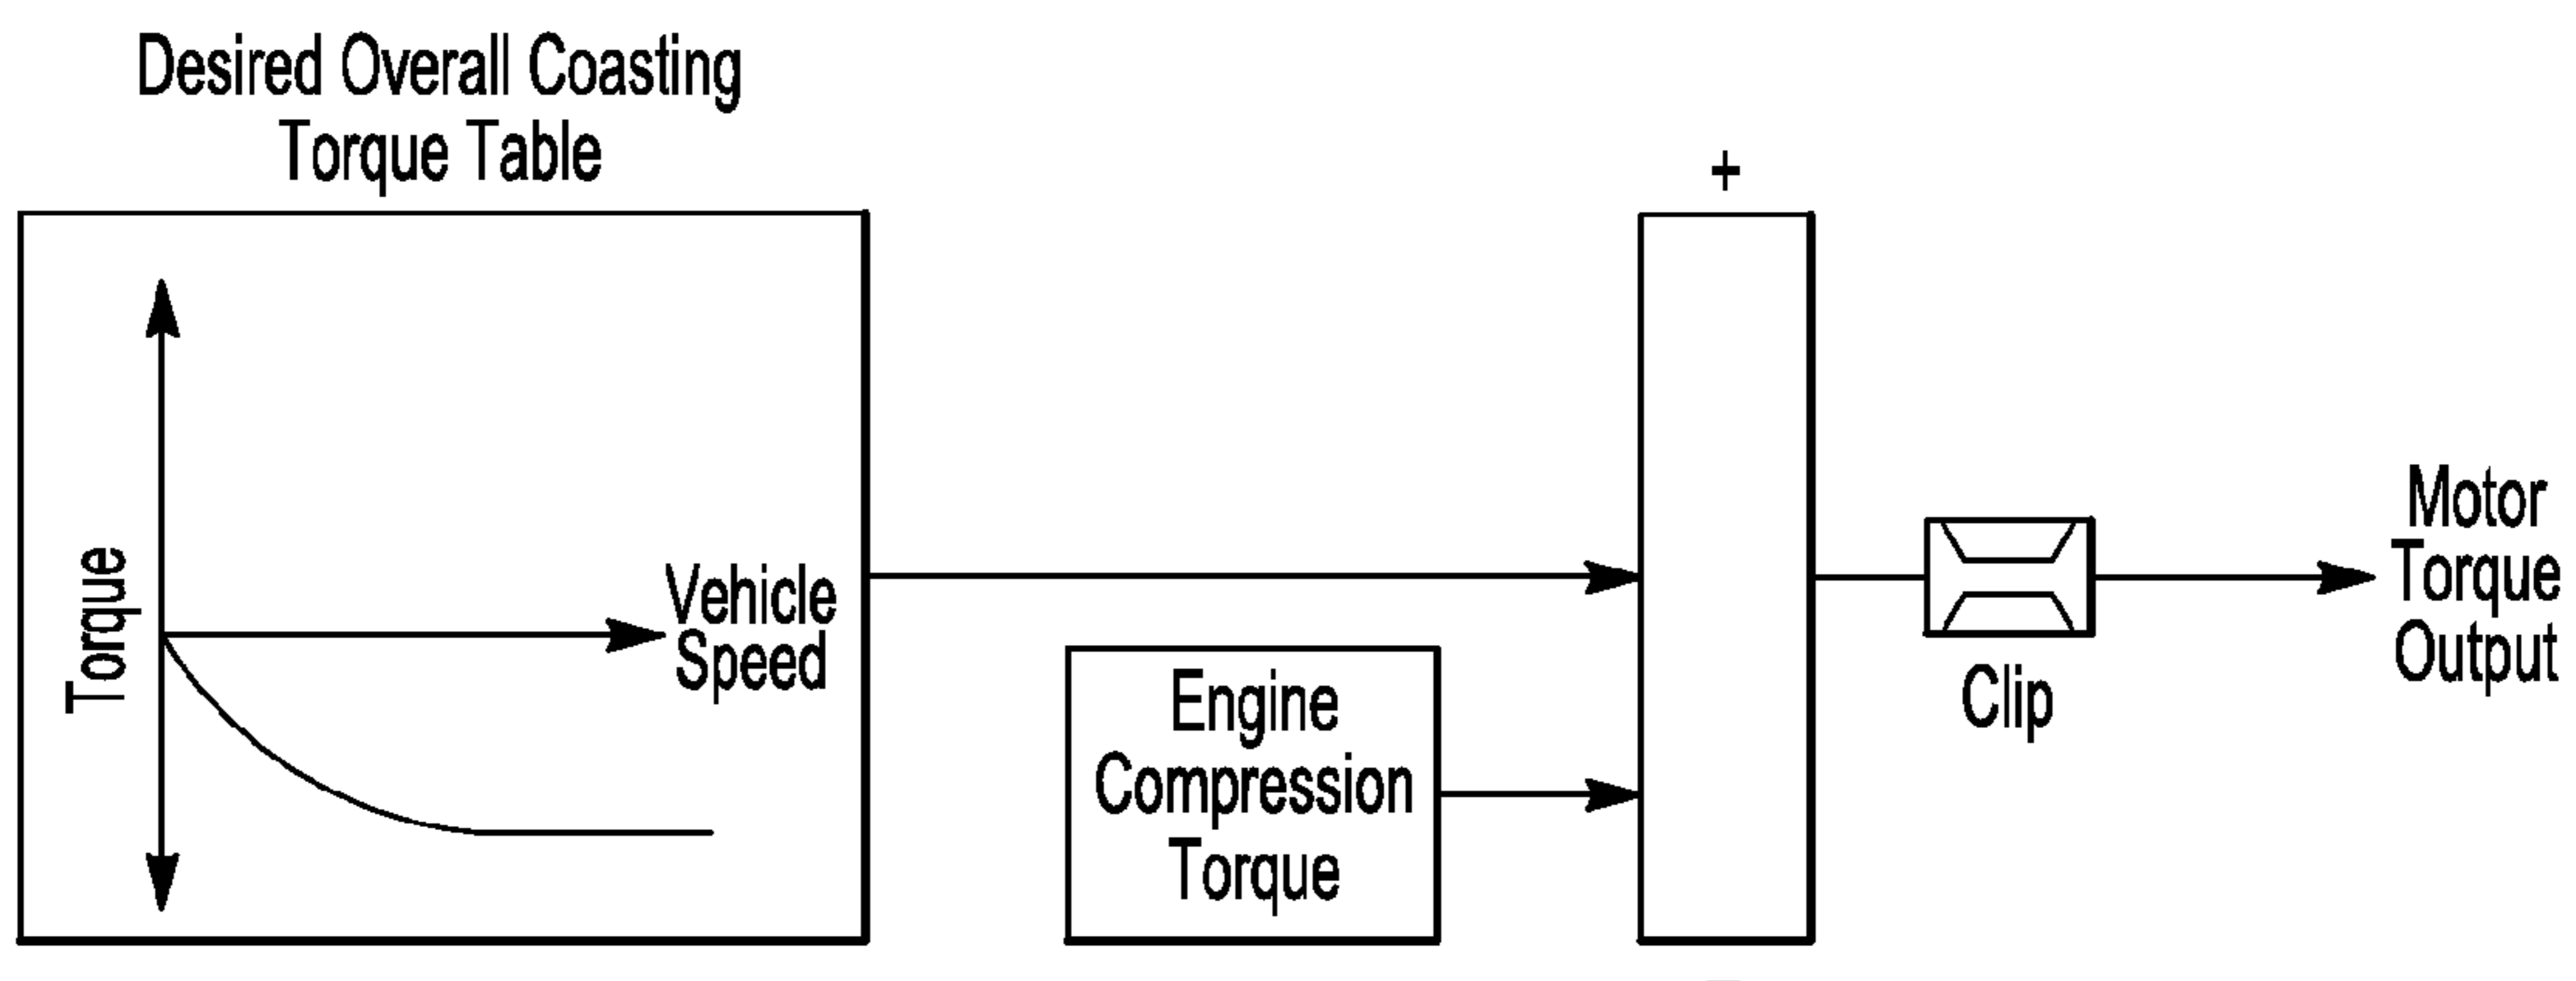 Desired Overall Coasting
Torque Table
Torque
Vehicle
Speed
Engine
Compression
Torque
+
Clip
Motor
Torque
Output